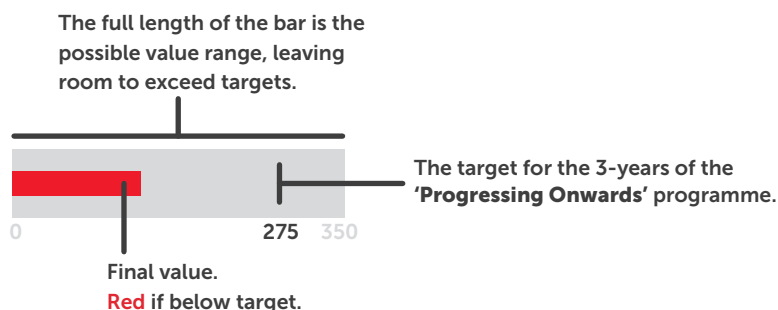 The full length of the bar is the
possible value range, leaving
room to exceed targets.
The target for the 3-years of the
'Progressing Onwards' programme.
0
275
350
Final value.
Red if below target.